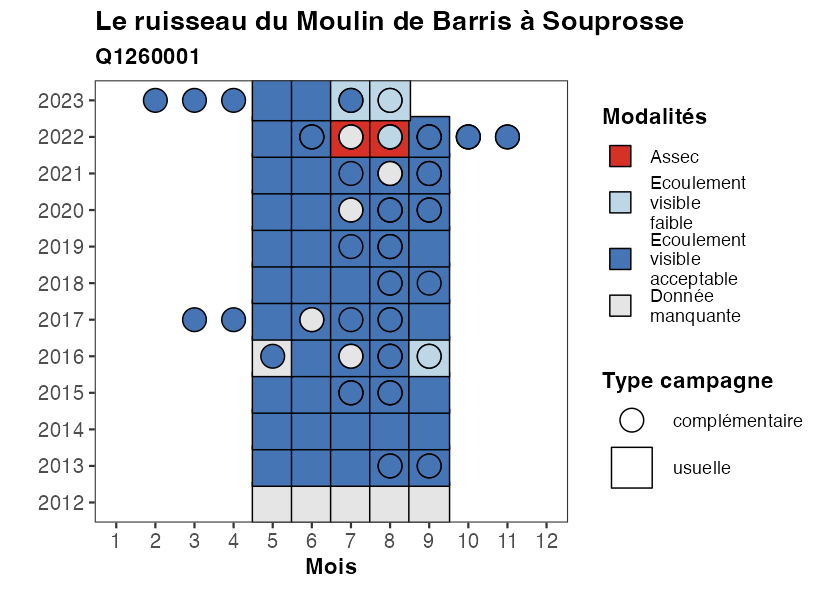 Le ruisseau du Moulin de Barris à Souprosse
Q1260001
2023
2022
2021
2020
2019
2018
2017
2016
2015
2014
2013
2012
1 2 3 4 5 6 7 8 9 10 11 12
Mois
Modalités
Assec
Ecoulement
visible
faible
Ecoulement
visible
acceptable
Donnée
manquante
Type campagne
complémentaire
usuelle